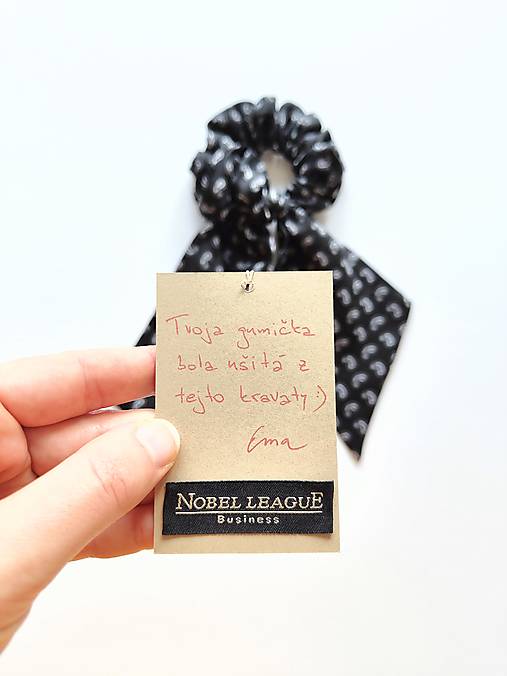 Tvoja gumička
bola ušitá z
tejto kravaty :)
Ema
NOBEL LEAGUE
Business